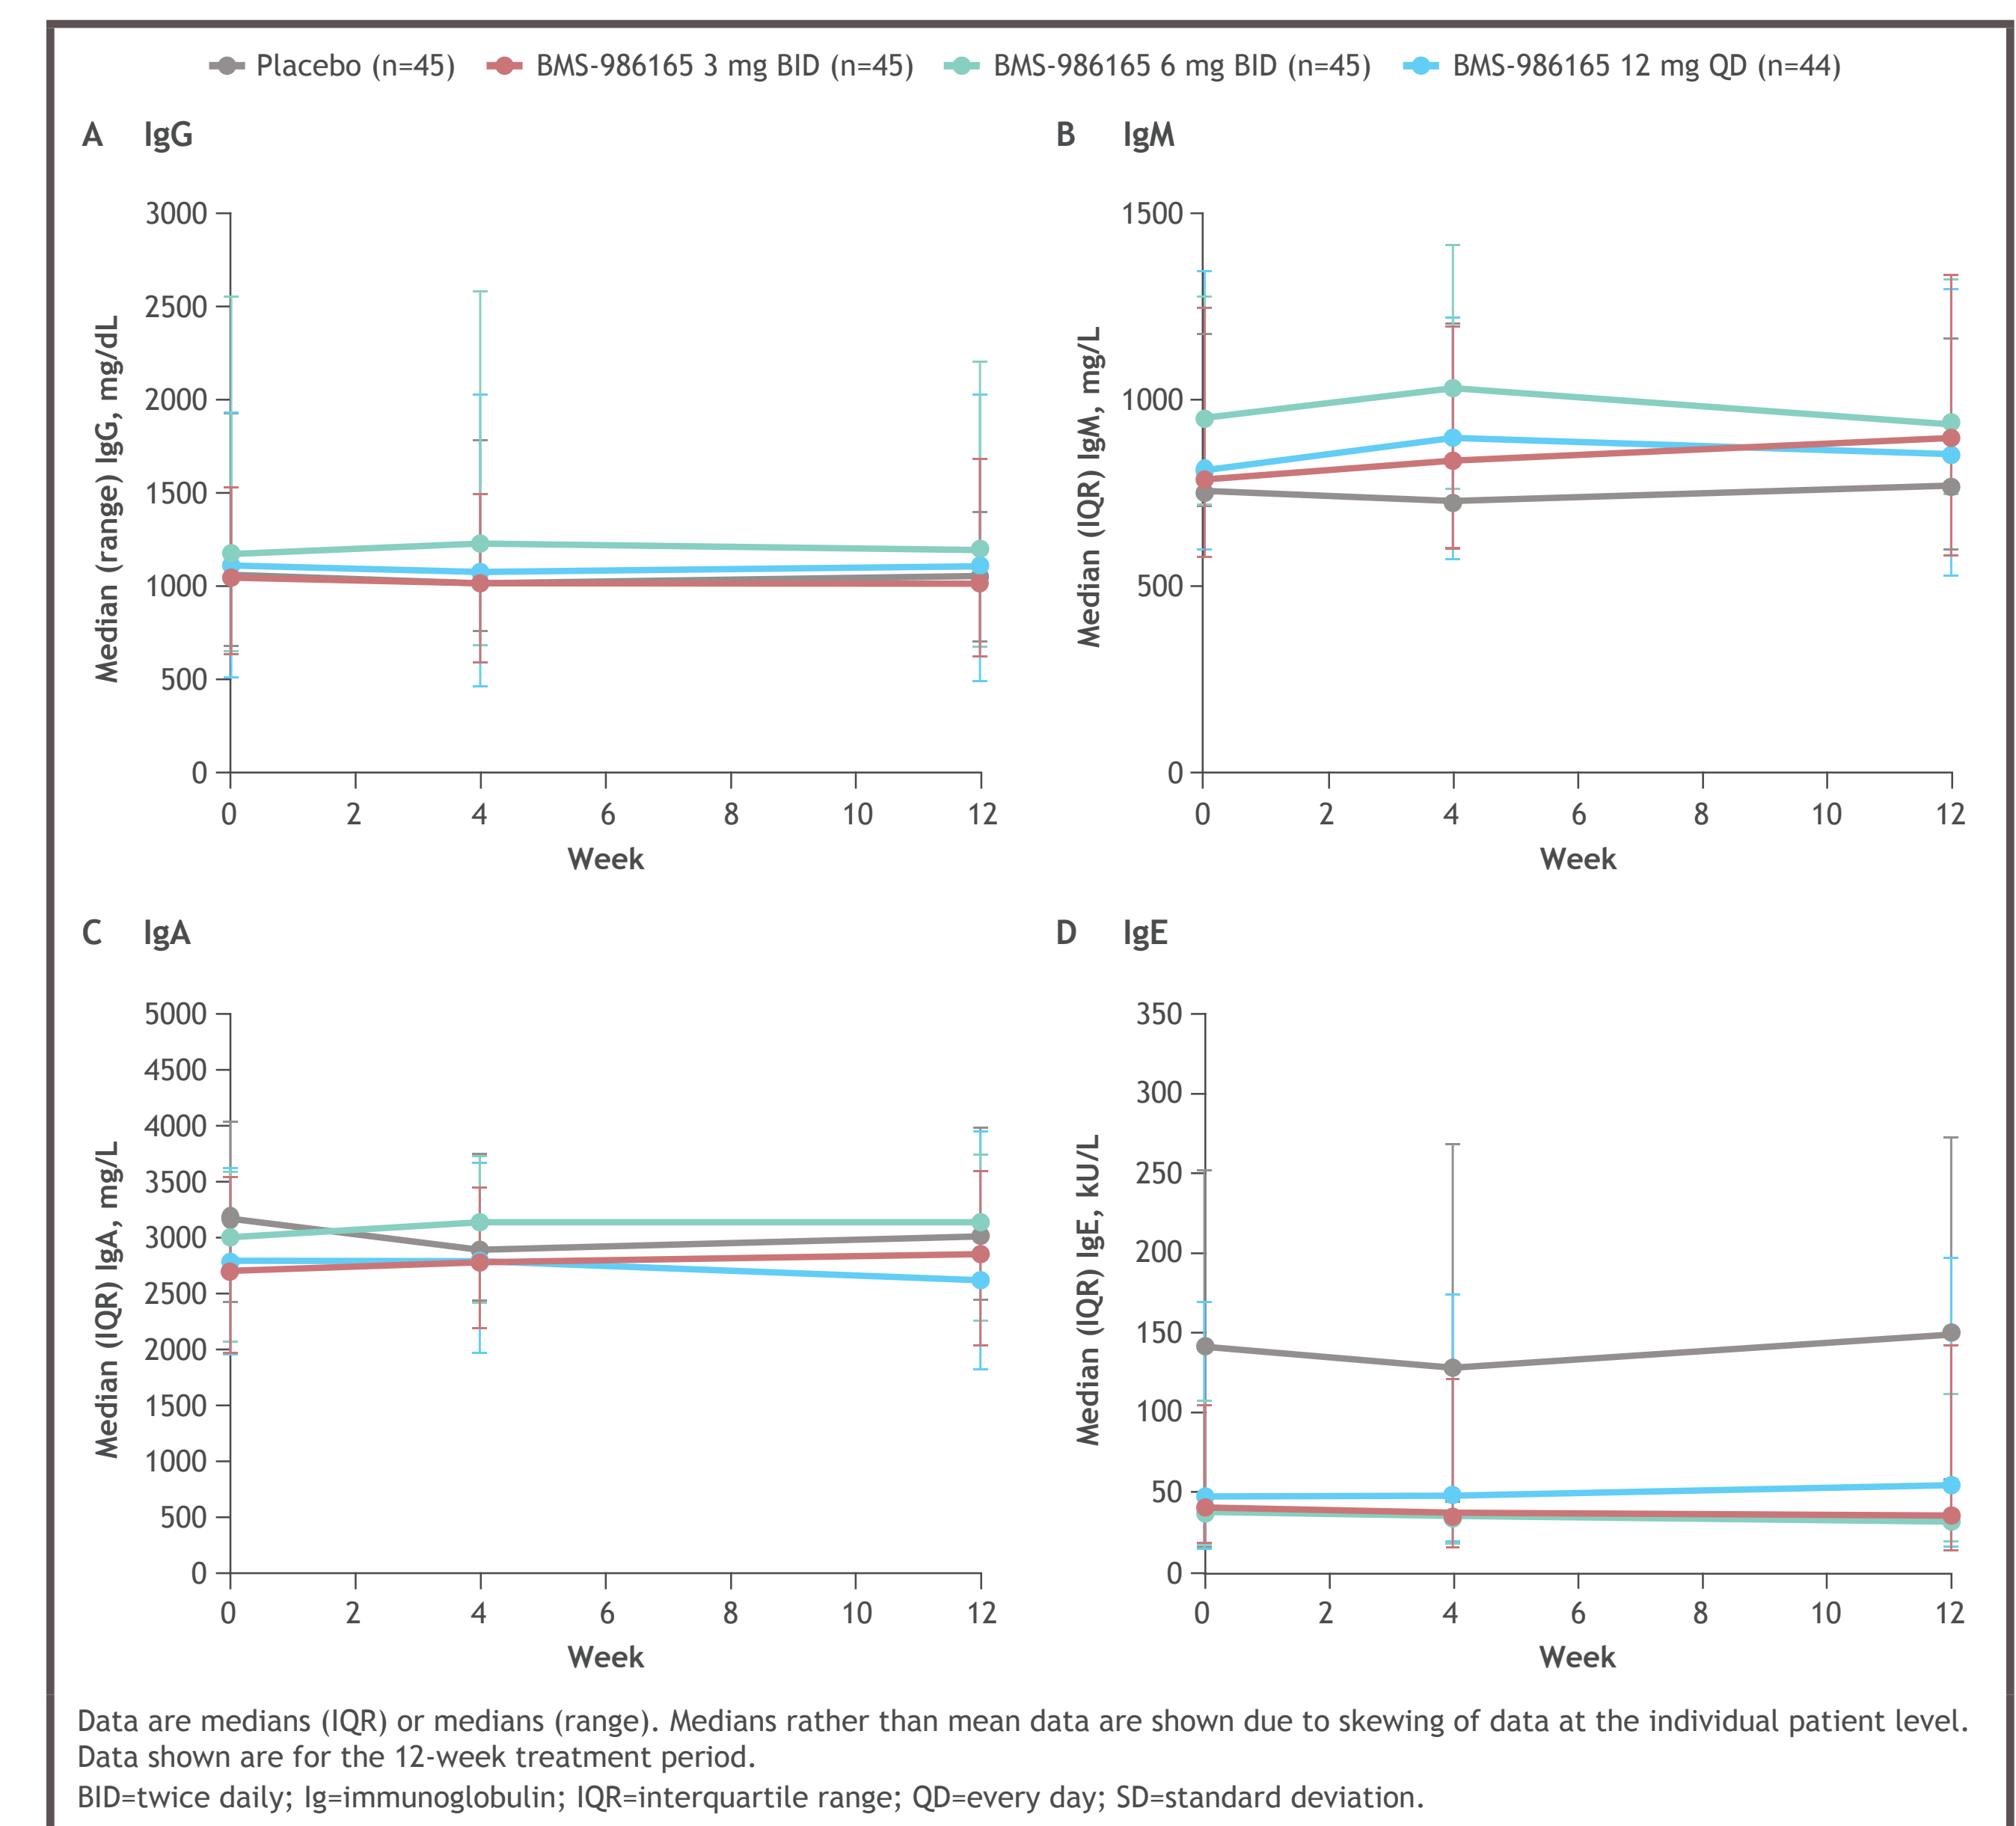 Placebo (n=45) BMS-986165 3 mg BID (n=45) BMS-986165 6 mg BID (n=45) BMS-986165 12 mg QD (n=44)
A IgG
Median (range) IgG, mg/dL
3000
2500
2000
1500
1000
500
0
0 2 4 6 8 10 12
Week
B IgM
Median (IQR) IgM, mg/L
1500
1000
500
0
0 2 4 6 8 10 12
Week
C IgA
Median (IQR) IgA, mg/L
5000
4500
4000
3500
3000
2500
2000
1500
1000
500
0
0 2 4 6 8 10 12
Week
D IgE
Median (IQR) IgE, kU/L
350
300
250
200
150
100
50
0
0 2 4 6 8 10 12
Week
Data are medians (IQR) or medians (range). Medians rather than mean data are shown due to skewing of data at the individual patient level.
Data shown are for the 12-week treatment period.
BID=twice daily; Ig=immunoglobulin; IQR=interquartile range; QD=every day; SD=standard deviation.